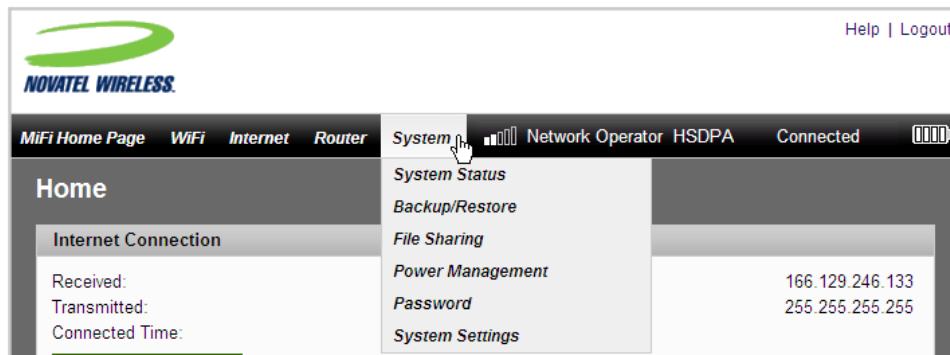 Help | Logout
NOVATEL WIRELESS.
MiFi Home Page WiFi Internet Router System Network Operator HSDPA Connected
System Status
Home
Backup/Restore
Internet Connection
File Sharing
Power Management
Received: 166.129.246.133
Password
Transmitted: 255.255.255.255
Connected Time:
System Settings